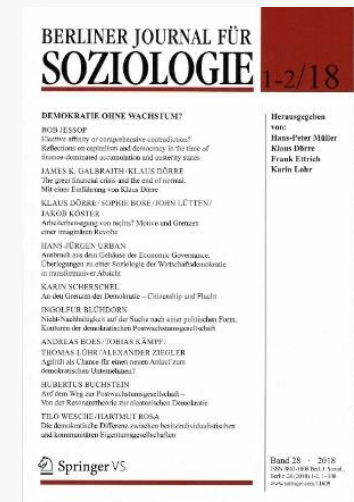 BERLINER JOURNAL FÜR
SOZIOLOGIE
1-2/18
DEMOKRATIE OHNE WACHSTUM?
BOB JESSOP
Elective affinity or comprehensive contradiction?
Reflections on capitalism and democracy in the time of
finance-dominated accumulation and austerity states
JAMES K. GALBRAITH/KLAUS DÖRRE
The great financial crisis and the end of normal.
Mit einer Einführung von Klaus Dörre
KLAUS DÖRRE/SOPHIE BOSE/JOHN LÜTTEN/
JAKOB KÖSTER
Arbeiterbewegung von rechts? Motive und Grenzen
einer imaginären Revolte
HANS-JÜRGEN URBAN
Ausbruch aus dem Gehäuse der Economic Governance.
Überlegungen zu einer Soziologie der Wirtschaftsdemokratie
in transformativer Absicht
KARIN SCHERSCHEL
An den Grenzen der Demokratie – Citizenship und Flucht
INGOLFUR BLÜHDORN
Nicht-Nachhaltigkeit auf der Suche nach einer politischen Form.
Konturen der demokratischen Postwachstumsgesellschaft
ANDREAS BOES/TOBIAS KÄMPF/
THOMAS LÜHR/ALEXANDER ZIEGLER
Agilität als Chance für einen neuen Anlauf zum
demokratischen Unternehmen?
HUBERTUS BUCHSTEIN
Auf dem Weg zur Postwachstumsgesellschaft –
Von der Resonanztheorie zur aleatorischen Demokratie
TILO WESCHE/HARTMUT ROSA
Die demokratische Differenz zwischen besitzindividualistischen
und kommunitären Eigentumsgesellschaften
Springer VS
Herausgegeben
von:
Hans-Peter Müller
Klaus Dörre
Frank Ettrich
Karin Lohr
Band 28 · 2018